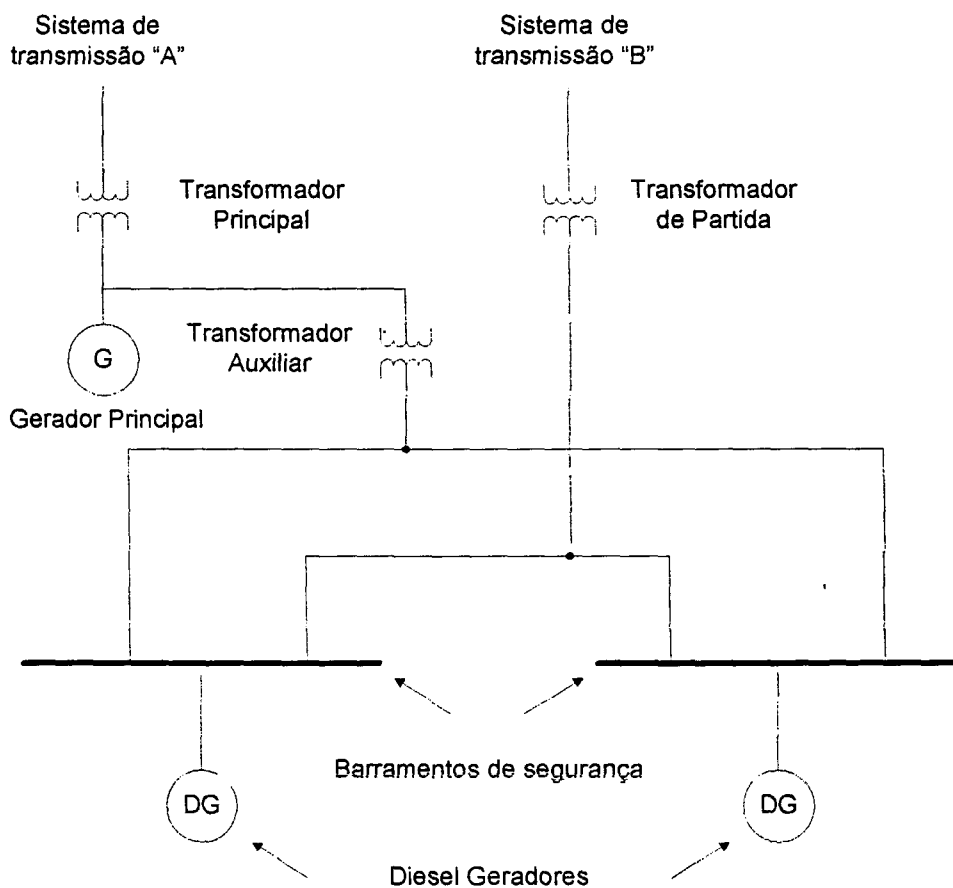 Sistema de
transmissão “A”
Sistema de
transmissão “B”
Transformador
Principal
Transformador
de Partida
Transformador
Auxiliar
G
Gerador Principal
Barramentos de segurança
DG
DG
Diesel Geradores